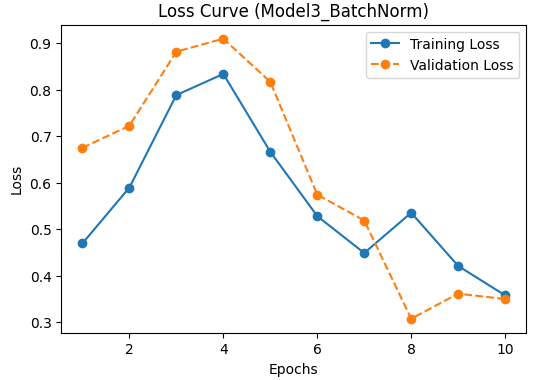 Loss Curve (Model3_BatchNorm)
Training Loss
Validation Loss
0.9
0.8
0.7
0.6
0.5
0.4
0.3
Loss
2 4 6 8 10
Epochs